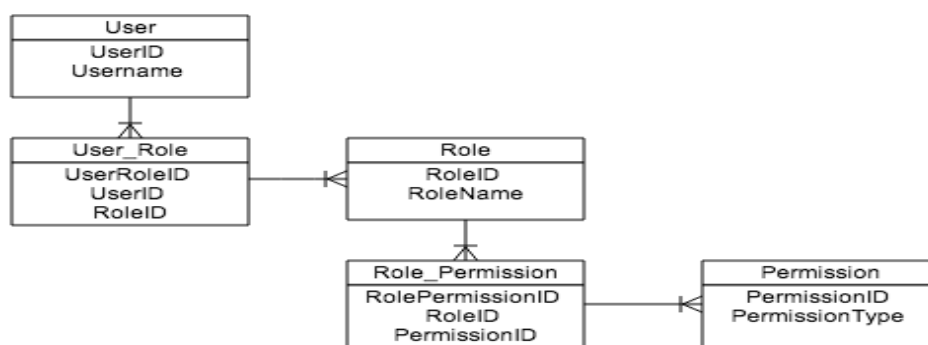 User
UserID
Username
User_Role
UserRoleID
UserID
RoleID
Role
RoleID
RoleName
Role_Permission
RolePermissionID
RoleID
PermissionID
Permission
PermissionID
PermissionType